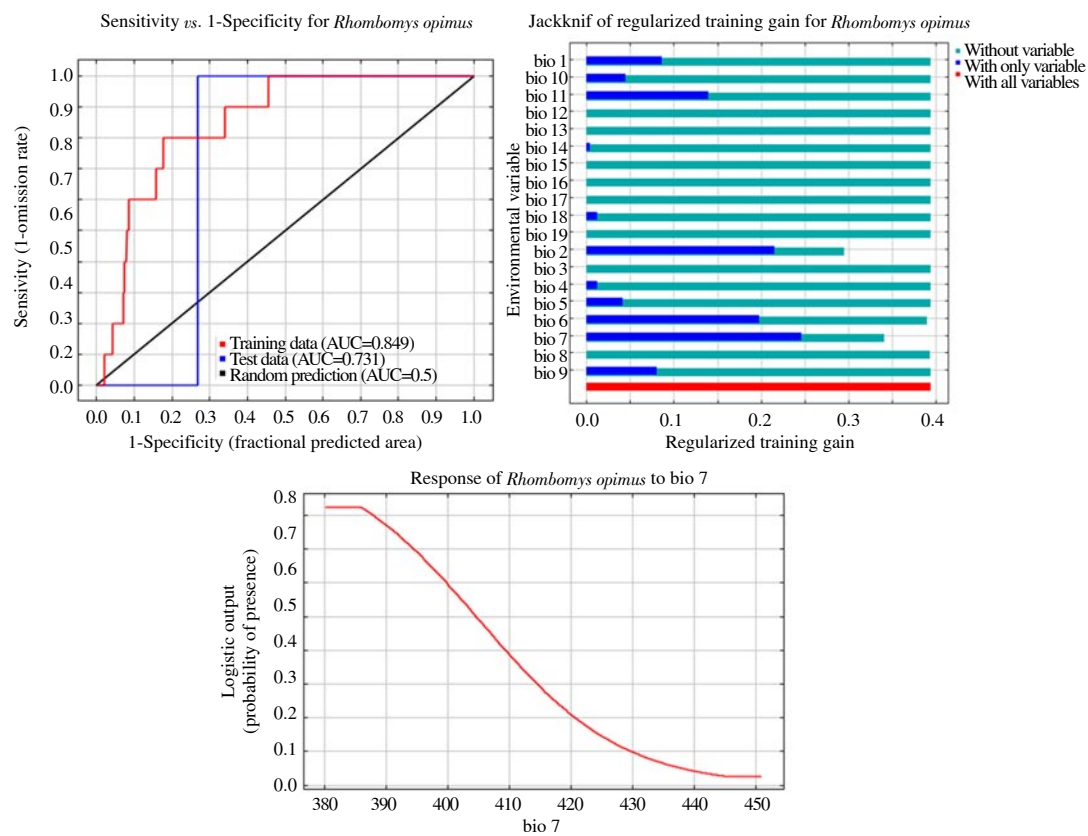 Sensitivity vs. 1-Specificity for Rhombomys opimus
Sensivity (1-omission rate)
1.0
0.9
0.8
0.7
0.6
0.5
0.4
0.3
0.2
0.0
Training data (AUC=0.849)
Test data (AUC=0.731)
Random prediction (AUC=0.5)
0.0 0.1 0.2 0.3 0.4 0.5 0.6 0.7 0.8 0.9 1.0
1-Specificity (fractional predicted area)
Jackknif of regularized training gain for Rhombomys opimus
Without variable
With only variable
With all variables
Environmental variable
bio 1
bio 10
bio 11
bio 12
bio 13
bio 14
bio 15
bio 16
bio 17
bio 18
bio 19
bio 2
bio 3
bio 4
bio 5
bio 6
bio 7
bio 8
bio 9
0.0 0.1 0.2 0.3 0.4
Regularized training gain
Response of Rhombomys opimus to bio 7
Logistic output
(probability of presence)
0.8
0.7
0.6
0.5
0.4
0.3
0.2
0.1
0.0
380 390 400 410 420 430 440 450
bio 7